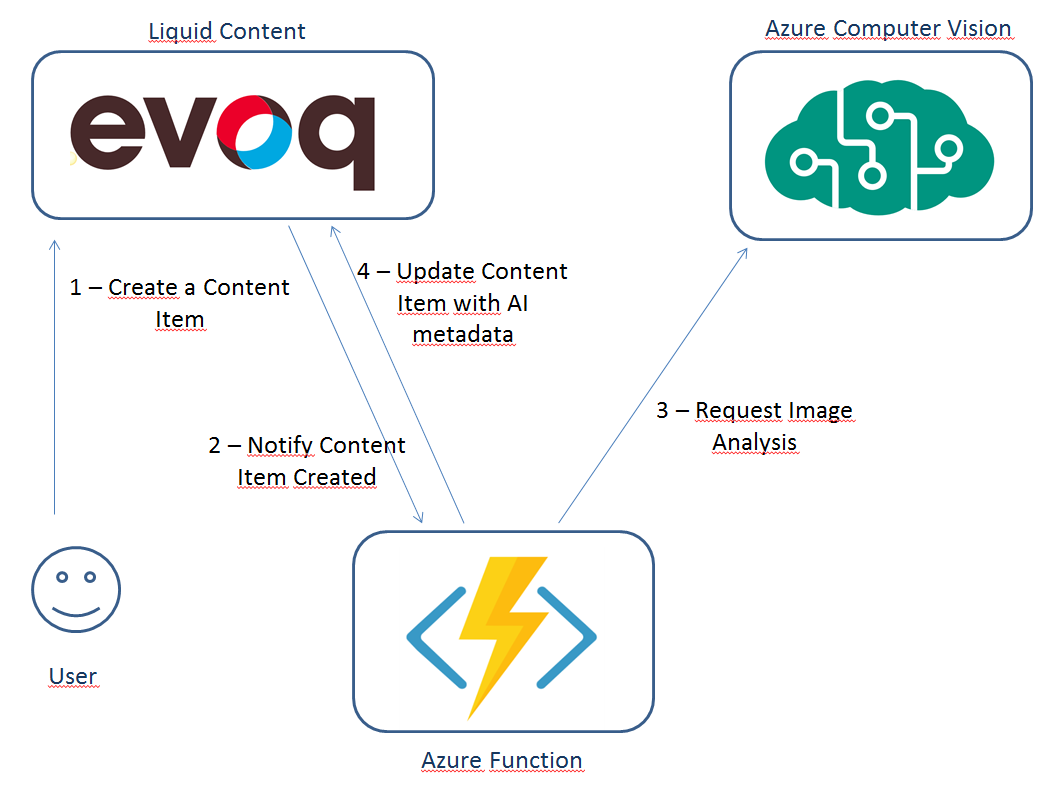 Liquid Content
Azure Computer Vision
evoq
4 – Update Content
Item with AI
metadata
1 – Create a Content
Item
3 – Request Image
Analysis
2 – Notify Content
Item Created
User
Azure Function